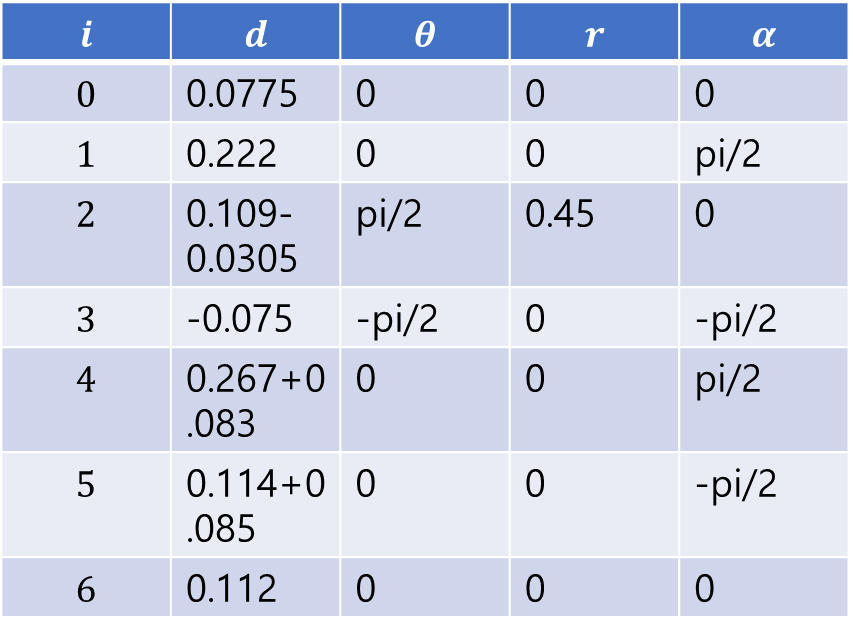 i d θ r α
0 0.0775 0 0 0
1 0.222 0 0 pi/2
2 0.109- pi/2 0.45 0
0.0305
3 -0.075 -pi/2 0 -pi/2
4 0.267+0 0 0 pi/2
.083
5 0.114+0 0 0 -pi/2
.085
6 0.112 0 0 0